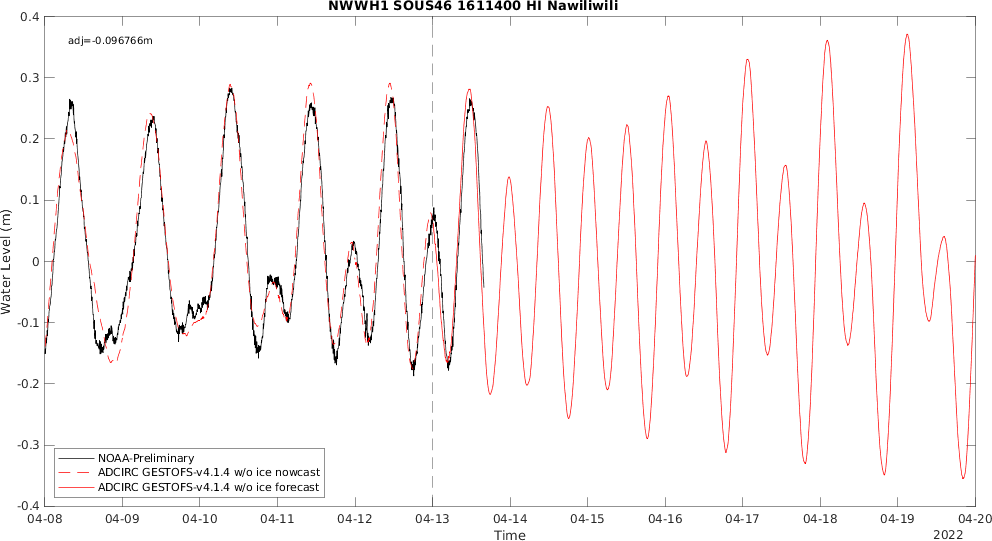 NWWH1 SOUS46 1611400 HI Nawiliwili
adj=-0.096766m
0.4
0.3
0.2
0.1
0
-0.1
-0.2
-0.3
-0.4
Water Level (m)
NOAA-Preliminary
ADCIRC GESTOFS-v4.1.4 w/o ice nowcast
ADCIRC GESTOFS-v4.1.4 w/o ice forecast
04-08 04-09 04-10 04-11 04-12 04-13 04-14 04-15 04-16 04-17 04-18 04-19 04-20
Time
2022